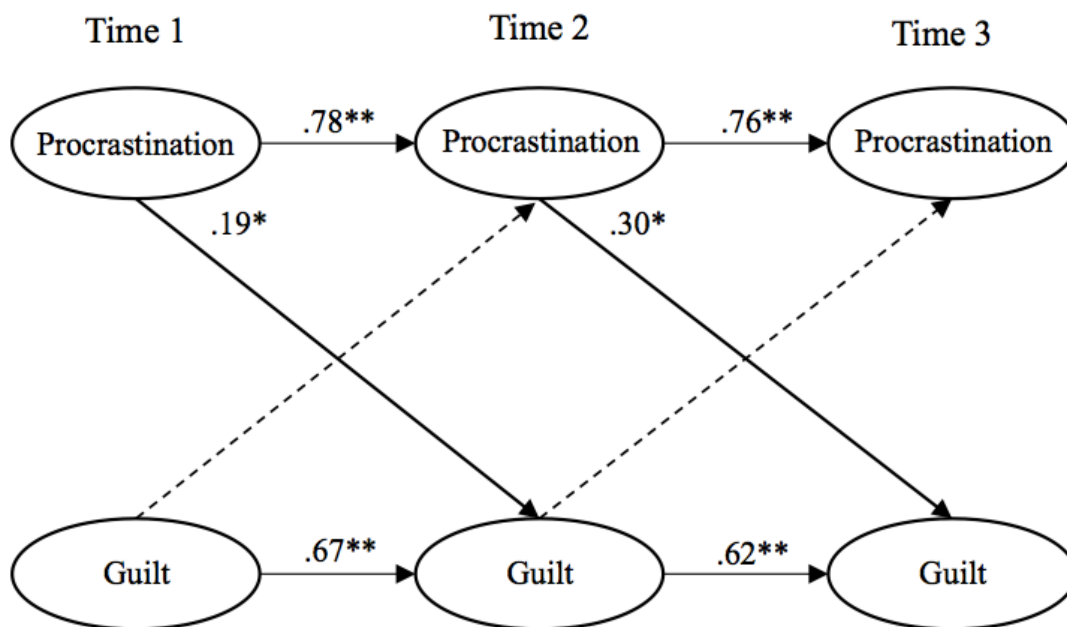 Time 1
Time 2
Time 3
Procrastination
.78**
Procrastination
.76**
Procrastination
.19*
.30*
Guilt
.67**
Guilt
.62**
Guilt